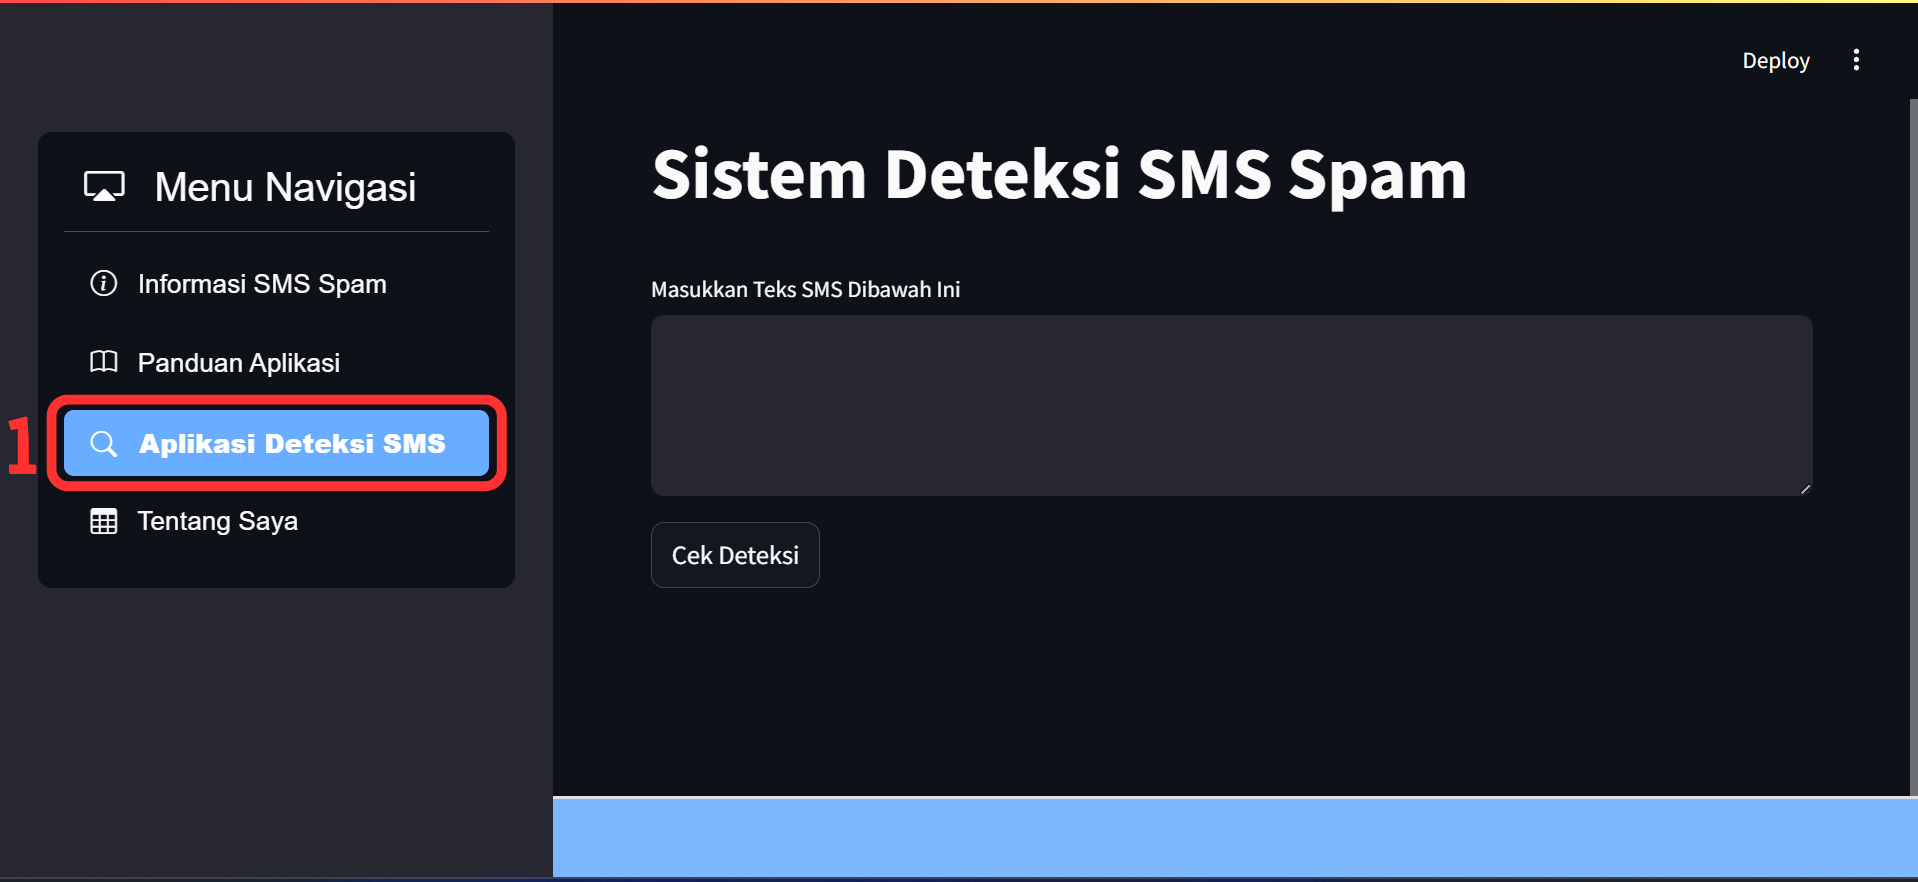 Deploy
Menu Navigasi
Informasi SMS Spam
Panduan Aplikasi
1
Aplikasi Deteksi SMS
Tentang Saya
Sistem Deteksi SMS Spam
Masukkan Teks SMS Dibawah Ini
Cek Deteksi